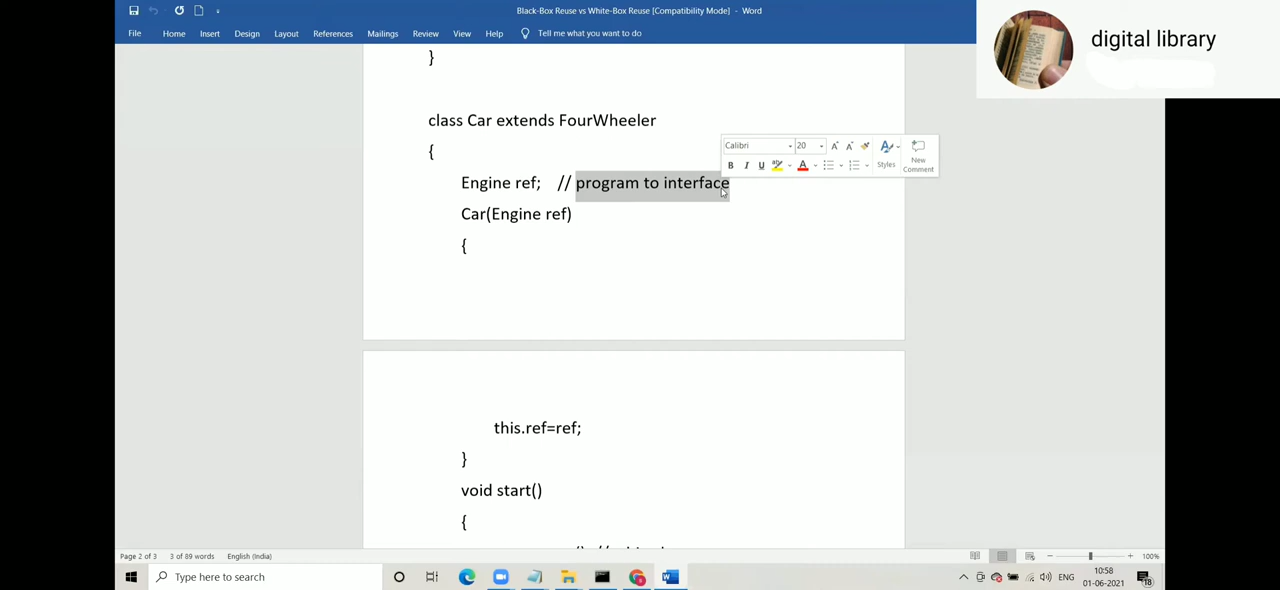 Black-Box Reuse vs White-Box Reuse [Compatibility Mode] - Word
File Home Insert Design Layout References Mailings Review View Help Tell me what you want to do
digital library
}
class Car extends FourWheeler
{
Calibri 20
B I U Styles New Comment
Engine ref; // program to interface
Car(Engine ref)
{
this.ref=ref;
}
void start()
{
Page 2 of 3 3 of 89 words English (India) 100%
Type here to search
ENG 10:58
01-06-2021 18